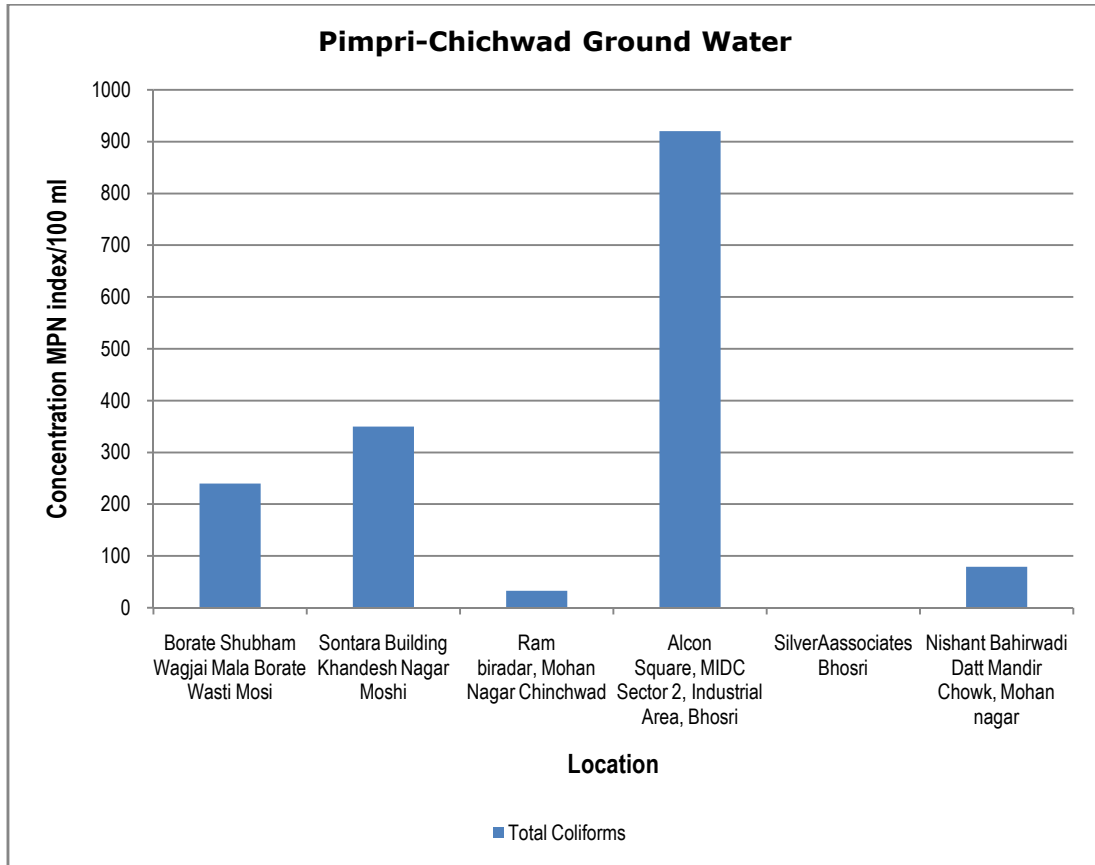 Pimpri-Chichwad Ground Water
Concentration MPN index/100 ml
1000
900
800
700
600
500
400
300
200
100
0
Borate Shubham
Wagjai Mala Borate
Wasti Mosi
Sontara Building
Khandesh Nagar
Moshi
Ram
biradar, Mohan
Nagar Chinchwad
Alcon
Square, MIDC
Sector 2, Industrial
Area, Bhosri
SilverAassociates
Bhosri
Nishant Bahirwadi
Datt Mandir
Chowk, Mohan
nagar
Location
Total Coliforms